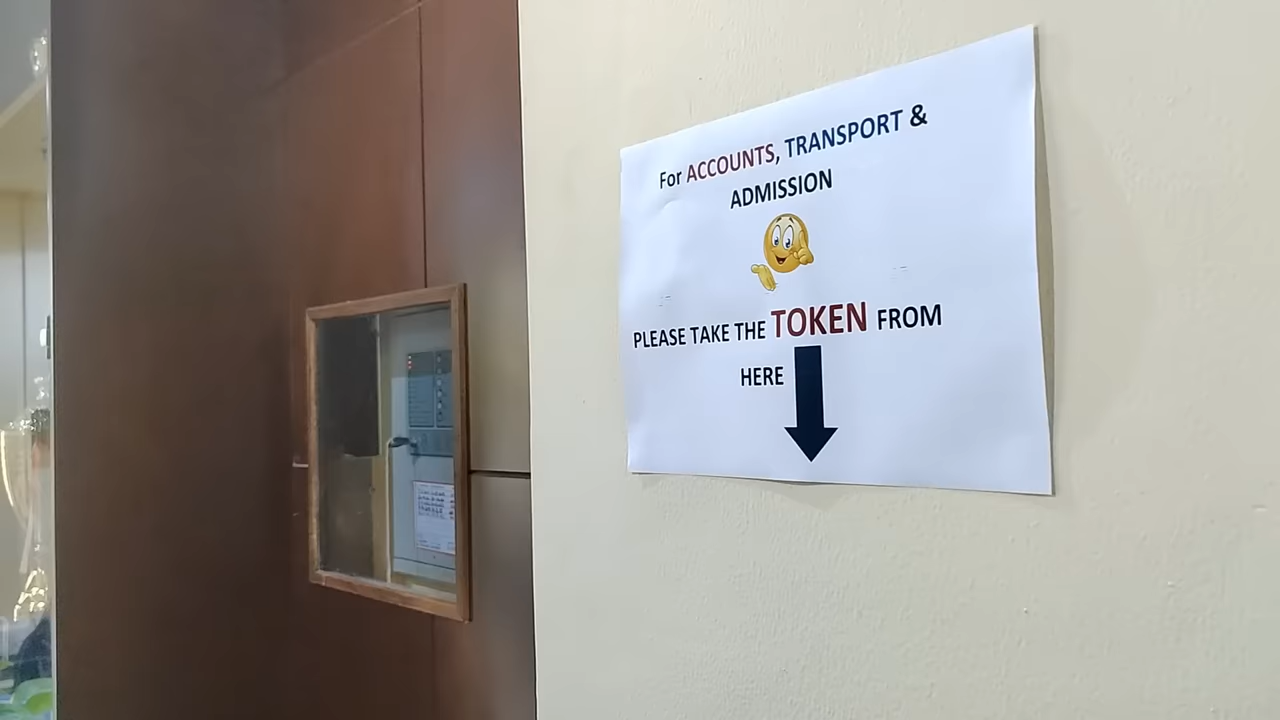 For ACCOUNTS, TRANSPORT &
ADMISSION
PLEASE TAKE THE TOKEN FROM
HERE